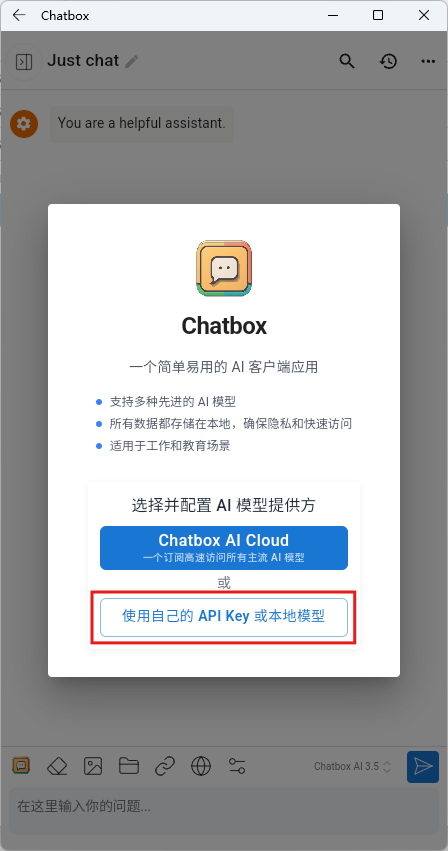 Chatbox
Just chat
You are a helpful assistant.
Chatbox
一个简单易用的 AI 客户端应用
支持多种先进的 AI 模型
所有数据都存储在本地，确保隐私和快速访问
适用于工作和教育场景
选择并配置 AI 模型提供方
Chatbox AI Cloud
一个订阅高速访问所有主流 AI 模型
或
使用自己的 API Key 或本地模型
Chatbox AI 3.5
在这里输入你的问题...